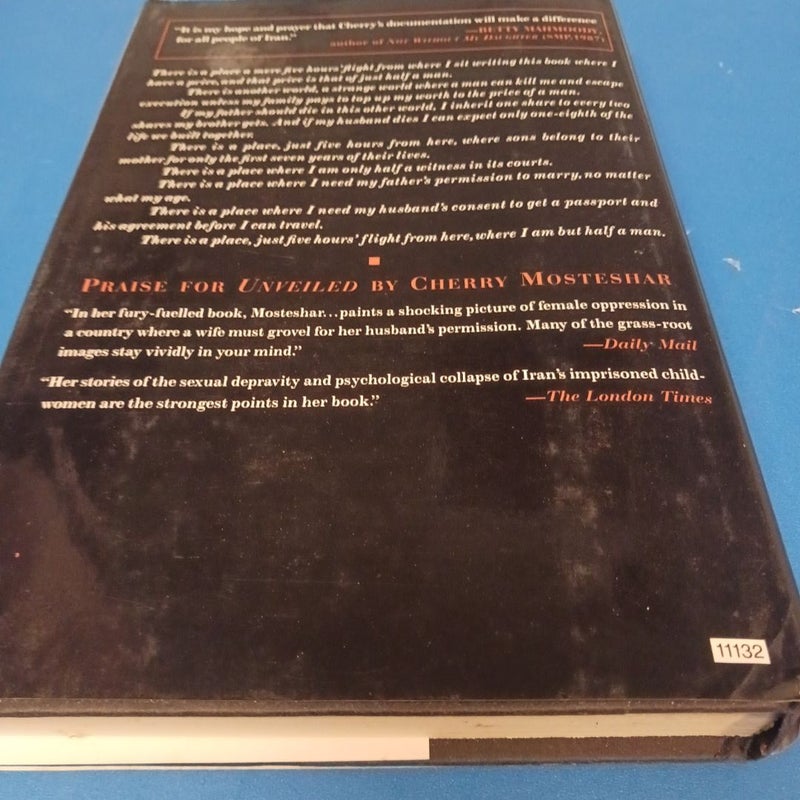 "It is my hope and prayer that Cherry's documentation will make a difference
for all people of Iran."
—BETTY MAHMOODY,
author of NOT WITHOUT MY DAUGHTER (SMP, 1987)
There is a place a mere five hours' flight from where I sit writing this book where I
have a price, and that price is that of just half a man.
There is another world, a strange world where a man can kill me and escape
execution unless my family pays to top up my worth to the price of a man.
If my father should die in this other world, I inherit one share to every two
shares my brother gets. And if my husband dies I can expect only one-eighth of the
life we built together.
There is a place, just five hours from here, where sons belong to their
mother for only the first seven years of their lives.
There is a place where I am only half a witness in its courts.
There is a place where I need my father's permission to marry, no matter
what my age.
There is a place where I need my husband's consent to get a passport and
his agreement before I can travel.
There is a place, just five hours' flight from here, where I am but half a man.
PRAISE FOR UNVEILED BY CHERRY MOSTESHAR
"In her fury-fuelled book, Mosteshar...paints a shocking picture of female oppression in
a country where a wife must grovel for her husband's permission. Many of the grass-root
images stay vividly in your mind."
—Daily Mail
"Her stories of the sexual depravity and psychological collapse of Iran's imprisoned child-
women are the strongest points in her book."
—The London Times
11132